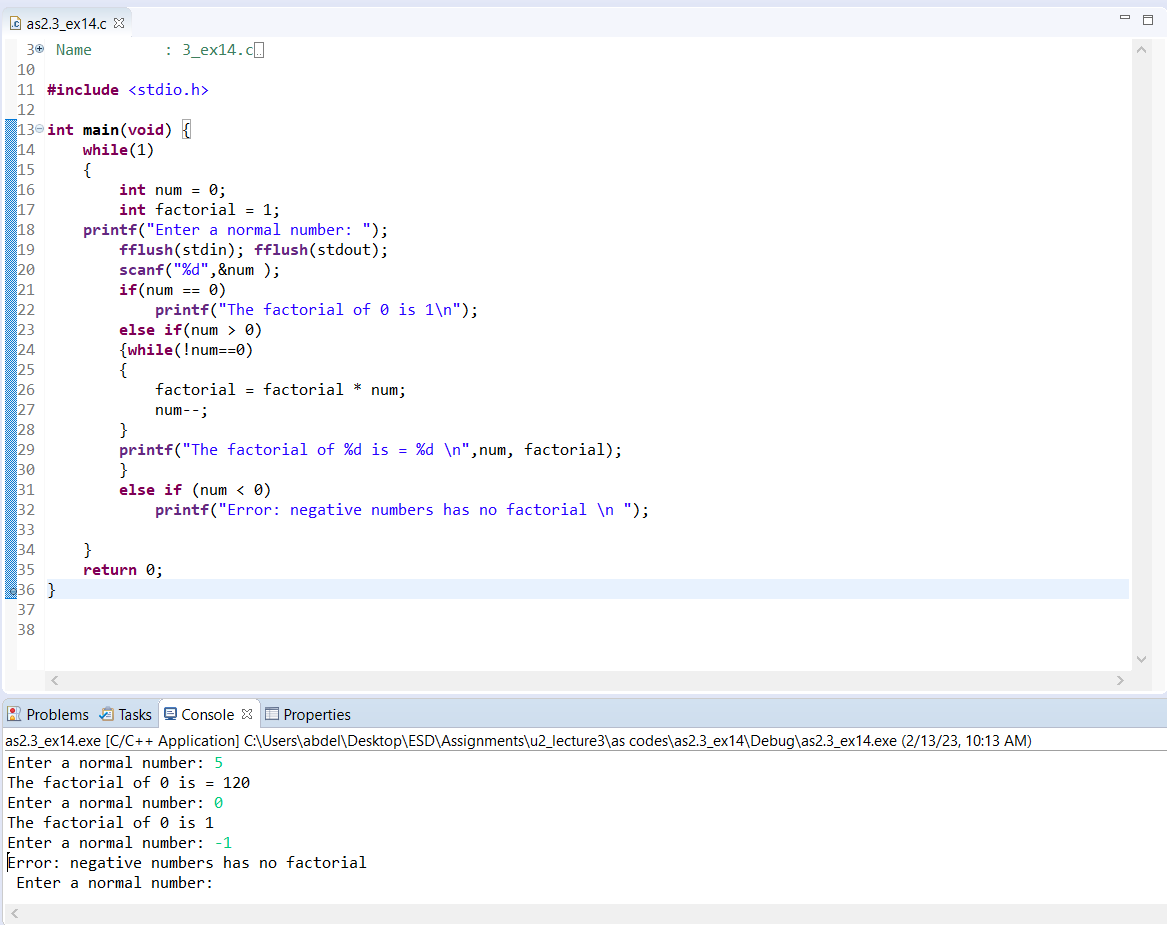 as2.3_ex14.c
3 Name        : 3_ex14.c
10
11 #include <stdio.h>
12
13 int main(void) {
14     while(1)
15     {
16         int num = 0;
17         int factorial = 1;
18     printf("Enter a normal number: ");
19         fflush(stdin); fflush(stdout);
20         scanf("%d",&num );
21         if(num == 0)
22             printf("The factorial of 0 is 1\n");
23         else if(num > 0)
24         {while(!num==0)
25         {
26             factorial = factorial * num;
27             num--;
28         }
29         printf("The factorial of %d is = %d \n",num, factorial);
30         }
31         else if (num < 0)
32             printf("Error: negative numbers has no factorial \n ");
33
34     }
35     return 0;
36 }
37
38
Problems Tasks Console Properties
as2.3_ex14.exe [C/C++ Application] C:\Users\abdel\Desktop\ESD\Assignments\u2_lecture3\as codes\as2.3_ex14\Debug\as2.3_ex14.exe (2/13/23, 10:13 AM)
Enter a normal number: 5
The factorial of 0 is = 120
Enter a normal number: 0
The factorial of 0 is 1
Enter a normal number: -1
Error: negative numbers has no factorial
 Enter a normal number: